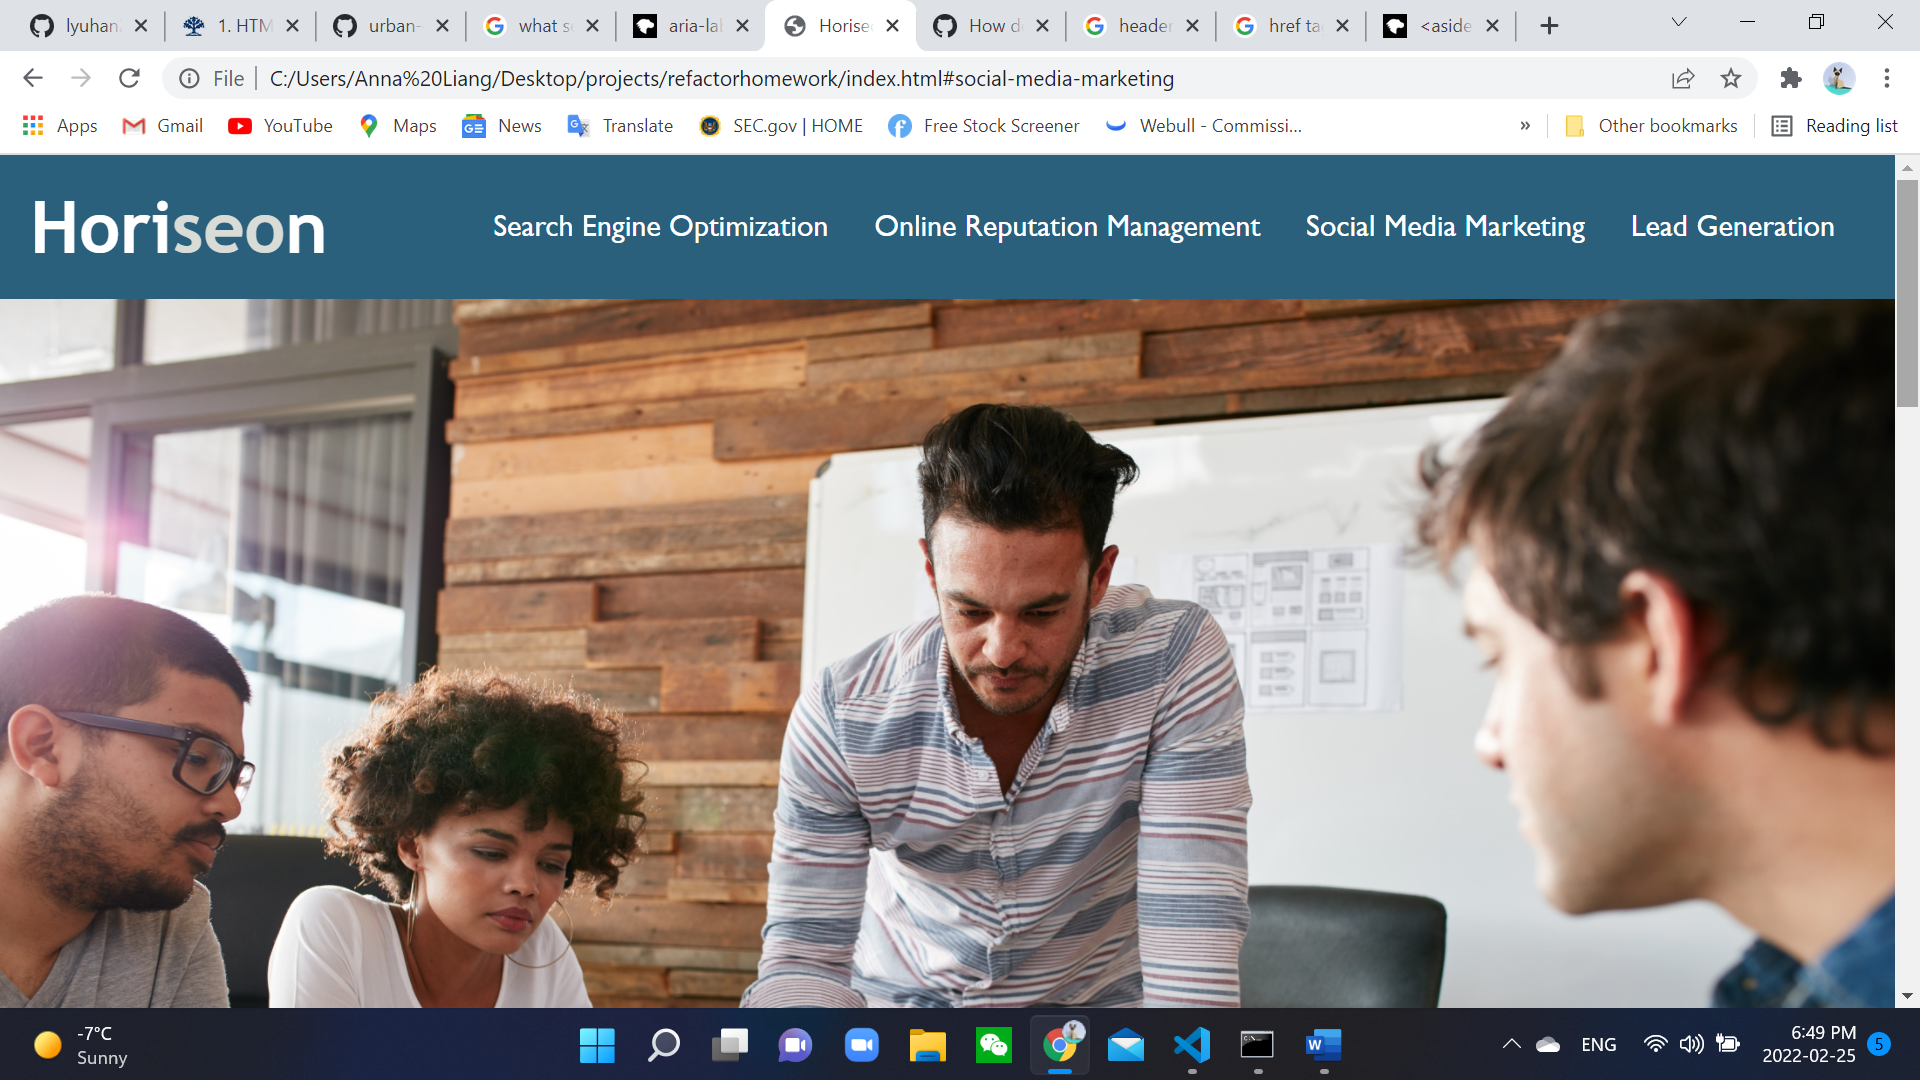 lyuhan
1. HTM
urban-
what s
aria-lal
Horise
How d
header
href ta
<aside
File C:/Users/Anna%20Liang/Desktop/projects/refactorhomework/index.html#social-media-marketing
Apps Gmail YouTube Maps News Translate SEC.gov | HOME Free Stock Screener Webull - Commissi... » Other bookmarks Reading list
Horiseon Search Engine Optimization Online Reputation Management Social Media Marketing Lead Generation
-7°C
Sunny
ENG
6:49 PM
2022-02-25
5